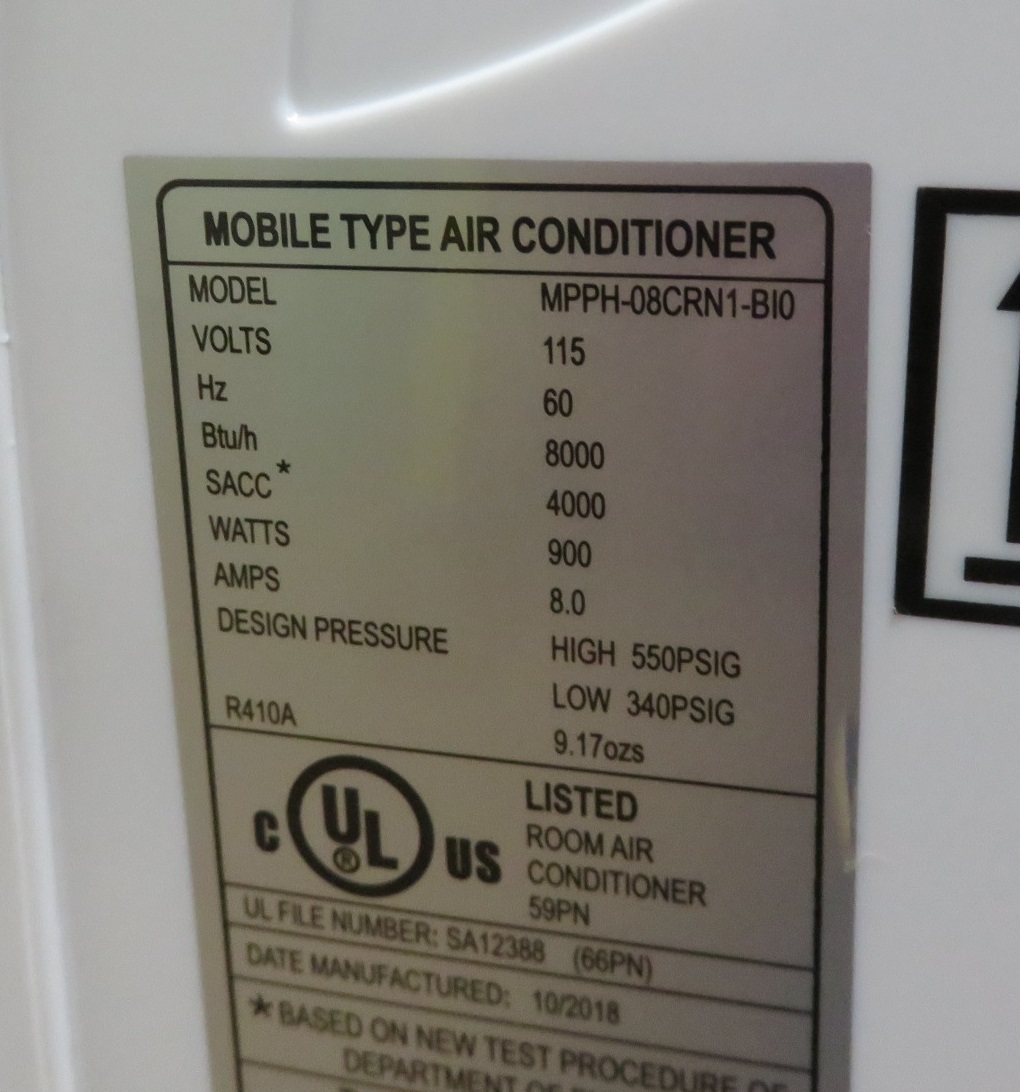 MOBILE TYPE AIR CONDITIONER
MODEL MPPH-08CRN1-BI0
VOLTS 115
Hz 60
Btu/h 8000
SACC* 4000
WATTS 900
AMPS 8.0
DESIGN PRESSURE HIGH 550PSIG
LOW 340PSIG
R410A 9.17ozs
C UL ® US
LISTED
ROOM AIR
CONDITIONER
59PN
UL FILE NUMBER: SA12388 (66PN)
DATE MANUFACTURED: 10/2018
*BASED ON NEW TEST PROCEDURE OF
DEPARTMENT OF